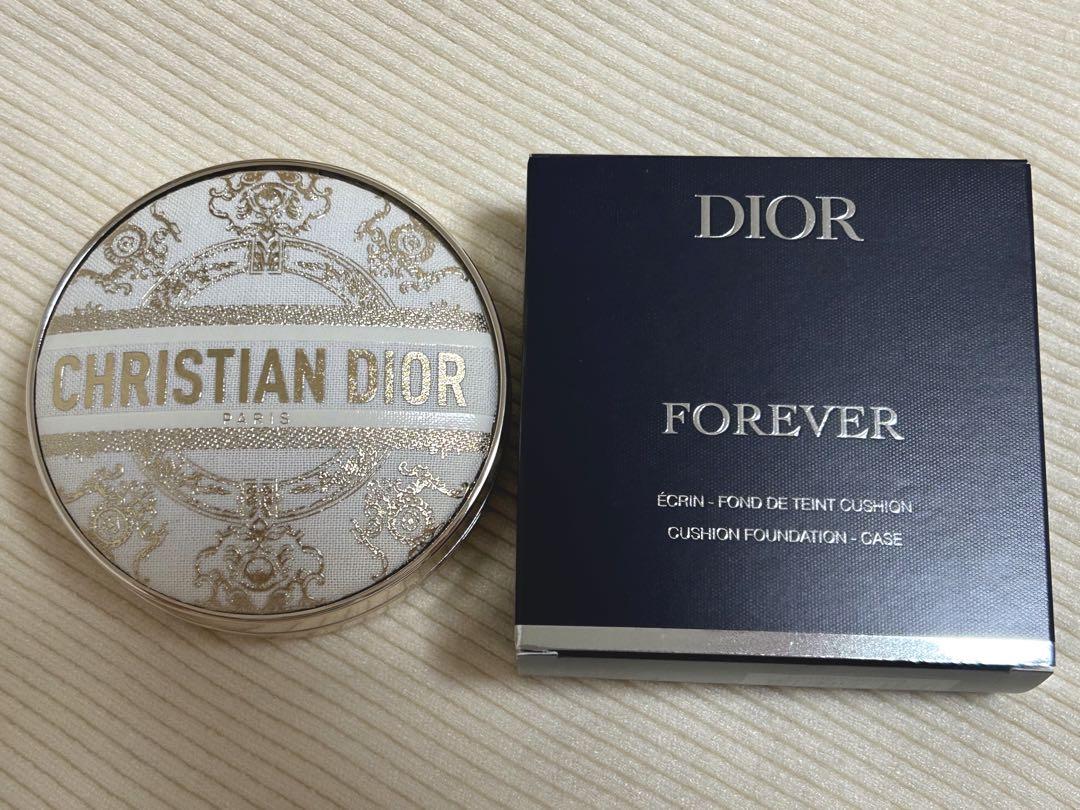 CHRISTIAN DIOR
PARIS
DIOR
FOREVER
ÉCRIN - FOND DE TEINT CUSHION
CUSHION FOUNDATION - CASE